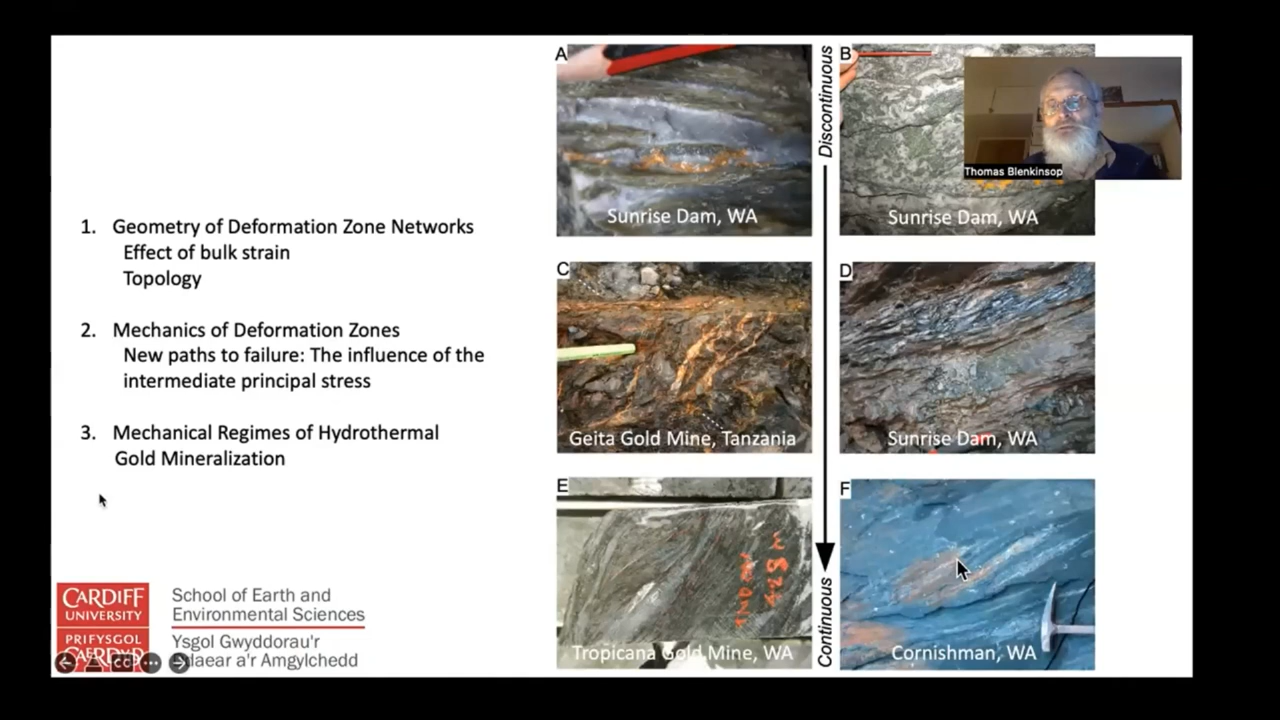 1. Geometry of Deformation Zone Networks
Effect of bulk strain
Topology
2. Mechanics of Deformation Zones
New paths to failure: The influence of the
intermediate principal stress
3. Mechanical Regimes of Hydrothermal
Gold Mineralization
A
Sunrise Dam, WA
B
Sunrise Dam, WA
Thomas Blenkinsop
Discontinuous
C
Geita Gold Mine, Tanzania
D
Sunrise Dam, WA
E
Tropicana Gold Mine, WA
F
Cornishman, WA
Continuous
CARDIFF
UNIVERSITY
PRIFYSGOL
CAERDYD
School of Earth and
Environmental Sciences
Ysgol Gwyddorau'r
Ddaear a'r Amgylchedd